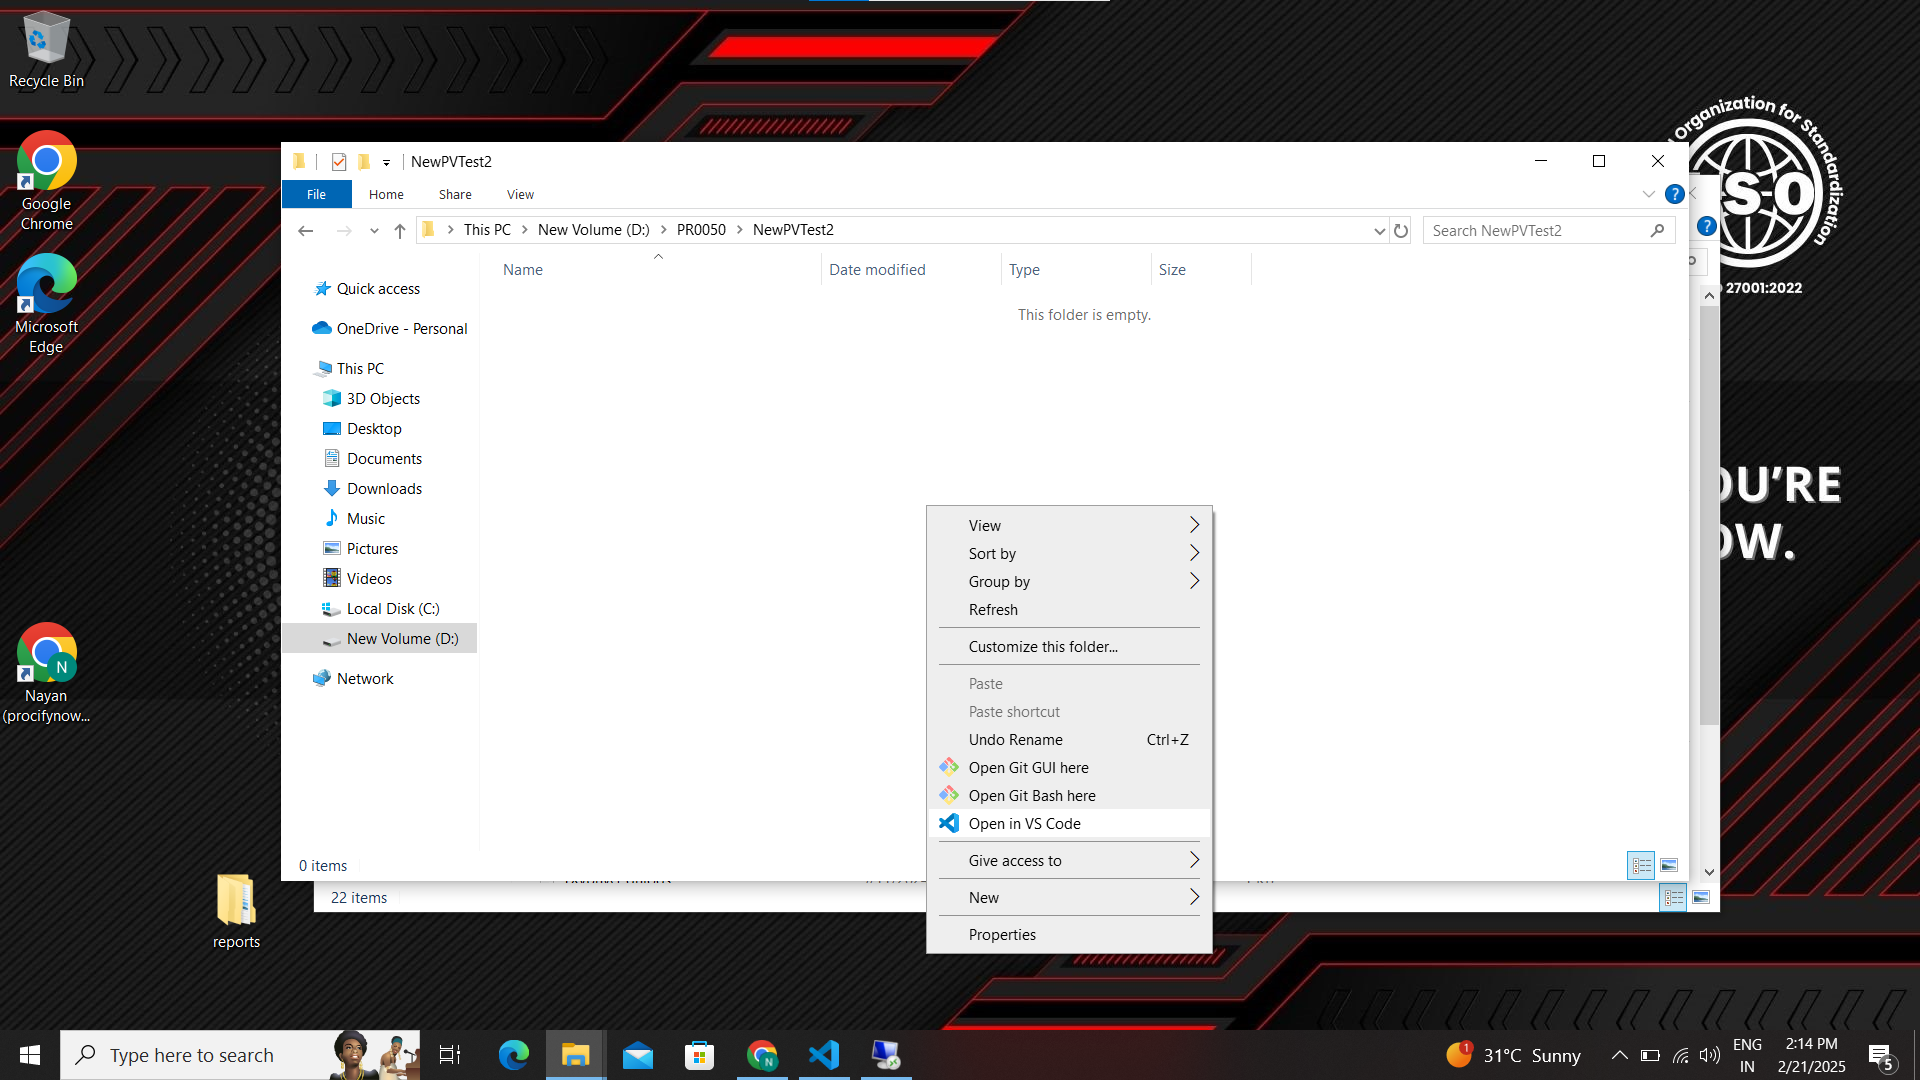 Recycle Bin
Google
Chrome
Microsoft
Edge
N
Nayan
(procifynow...
reports
Organization for Standardization
27001:2022
OU'RE
OW.
NewPVTest2
File
Home
Share
View
?
This PC
New Volume (D:)
PR0050
NewPVTest2
Search NewPVTest2
Name
Date modified
Type
Size
This folder is empty.
Quick access
OneDrive - Personal
This PC
3D Objects
Desktop
Documents
Downloads
Music
Pictures
Videos
Local Disk (C:)
New Volume (D:)
Network
0 items
22 items
View
Sort by
Group by
Refresh
Customize this folder...
Paste
Paste shortcut
Undo Rename Ctrl+Z
Open Git GUI here
Open Git Bash here
Open in VS Code
Give access to
New
Properties
Type here to search
N
1
31°C Sunny
ENG
IN
2:14 PM
2/21/2025
5